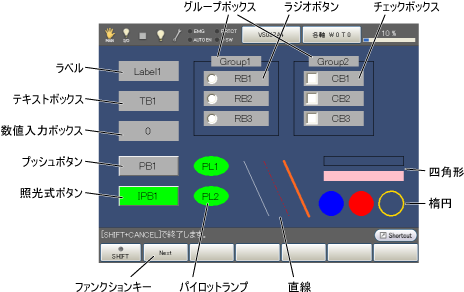 グループボックス
ラジオボタン
チェックボックス
EMG
SVO
VS087A4
各軸 W0T0
10 %
ラベル
Label1
Group1
Group2
RB1
CB1
テキストボックス
TB1
RB2
CB2
数値入力ボックス
0
RB3
CB3
プッシュボタン
PB1
PL1
四角形
照光式ボタン
IPB1
PL2
楕円
[SHIFT+CANCEL]で終了します。
Shortcut
SHIFT
Next
ファンクションキー
パイロットランプ
直線